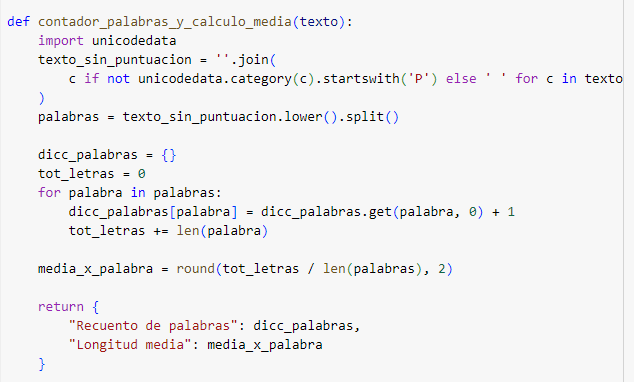 def contador_palabras_y_calculo_media(texto):
    import unicodedata
    texto_sin_puntuacion = ''.join(
        c if not unicodedata.category(c).startswith('P') else ' ' for c in texto
    )
    palabras = texto_sin_puntuacion.lower().split()

    dicc_palabras = {}
    tot_letras = 0
    for palabra in palabras:
        dicc_palabras[palabra] = dicc_palabras.get(palabra, 0) + 1
        tot_letras += len(palabra)

    media_x_palabra = round(tot_letras / len(palabras), 2)

    return {
        "Recuento de palabras": dicc_palabras,
        "Longitud media": media_x_palabra
    }